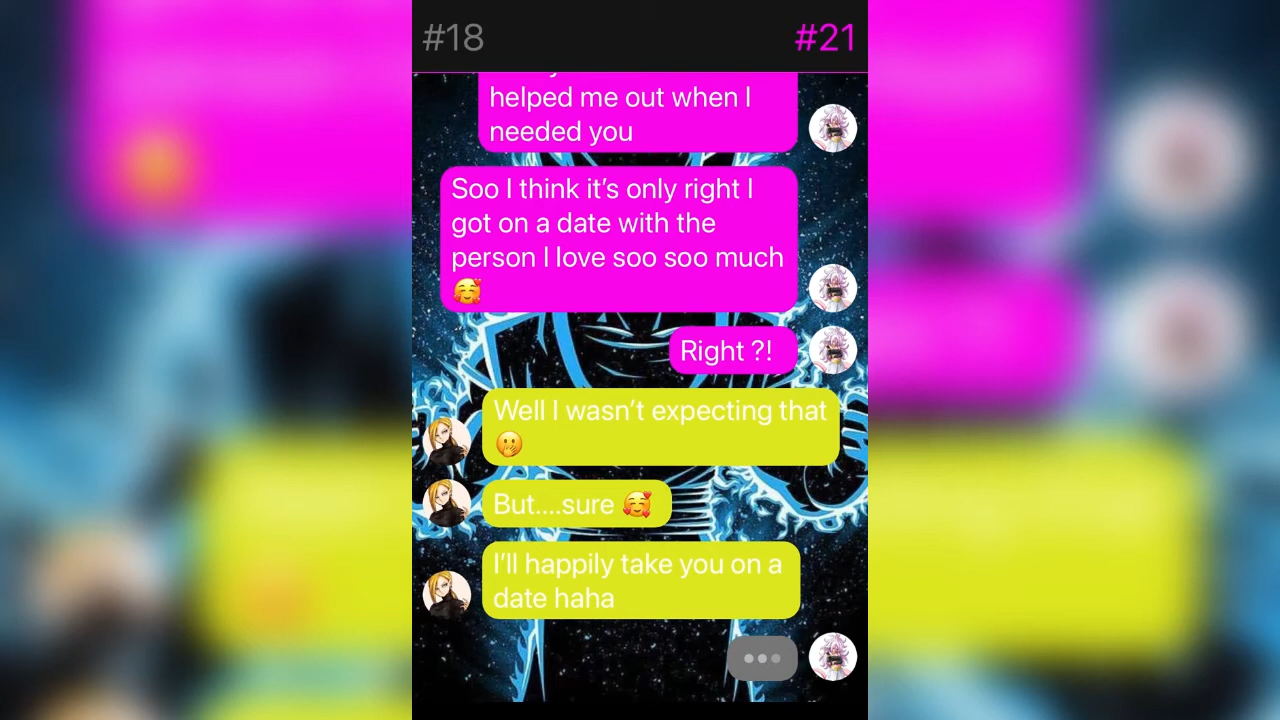 #18
#21
helped me out when I
needed you
Soo I think it’s only right I
got on a date with the
person I love soo soo much
🥰
Right ?!
Well I wasn’t expecting that
🫢
But....sure 🥰
I’ll happily take you on a
date haha